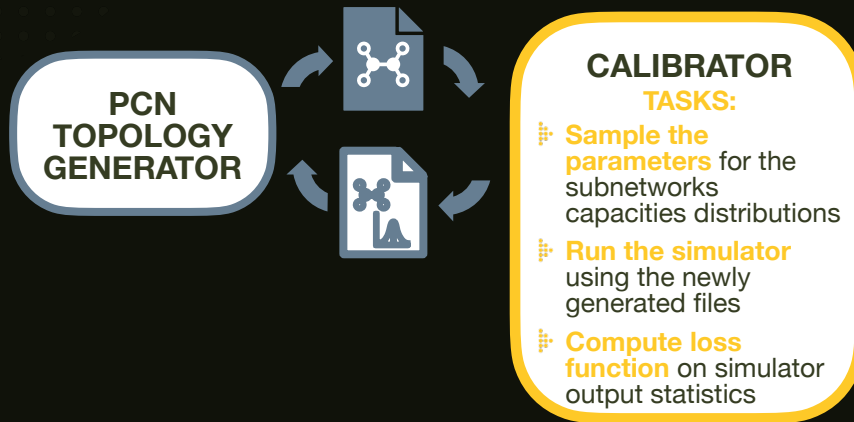 PCN
TOPOLOGY
GENERATOR
CALIBRATOR
TASKS:
Sample the
parameters for the
subnetworks
capacities distributions
Run the simulator
using the newly
generated files
Compute loss
function on simulator
output statistics